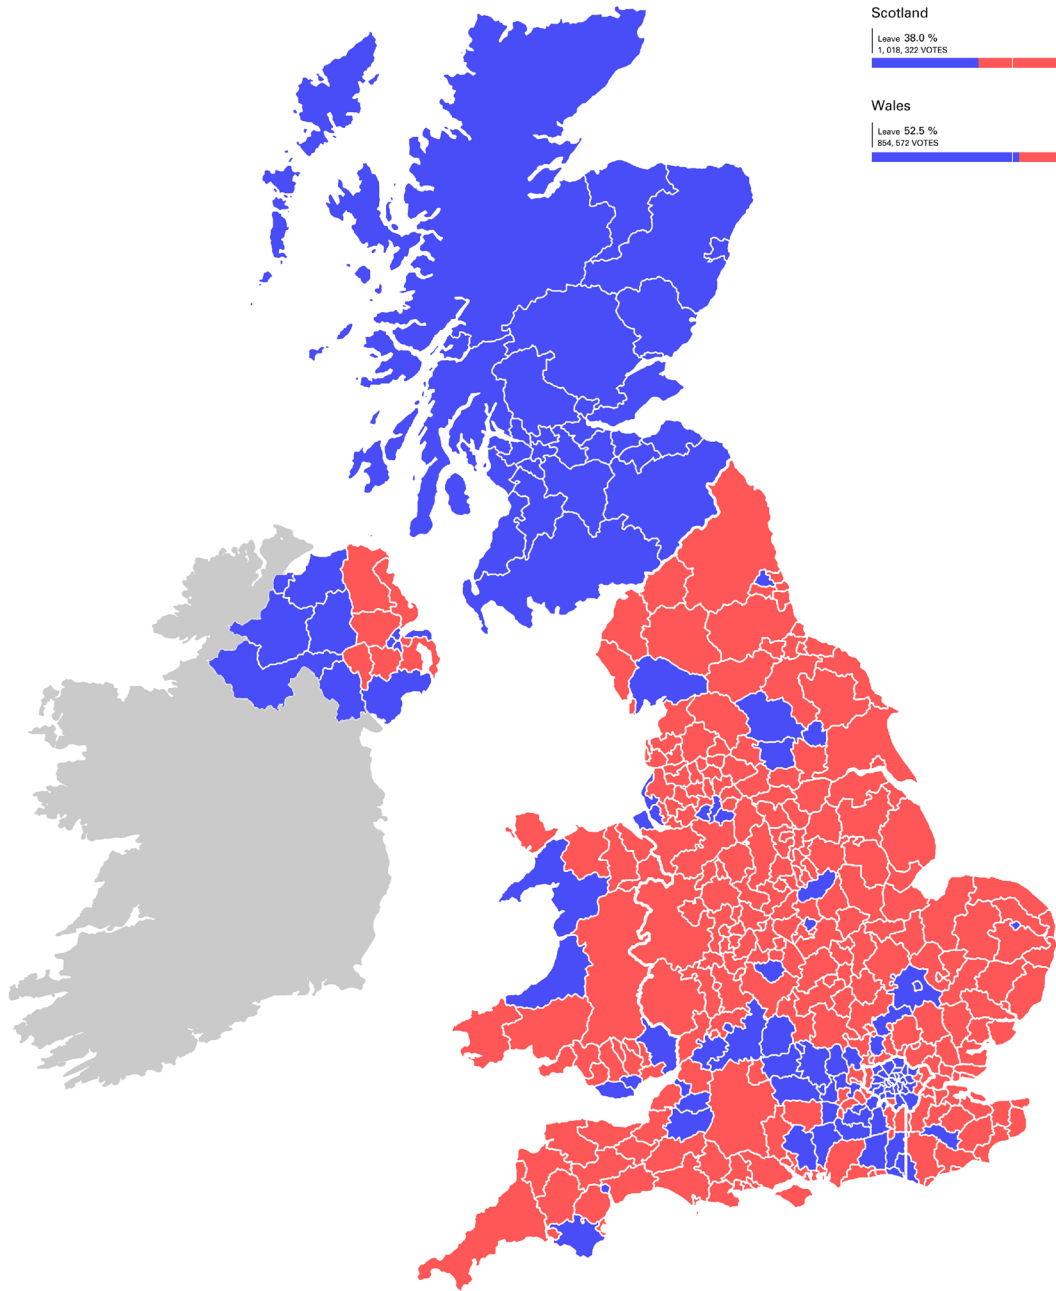 Scotland
Leave 38.0 %
1, 018, 322 VOTES
Wales
Leave 52.5 %
854, 572 VOTES